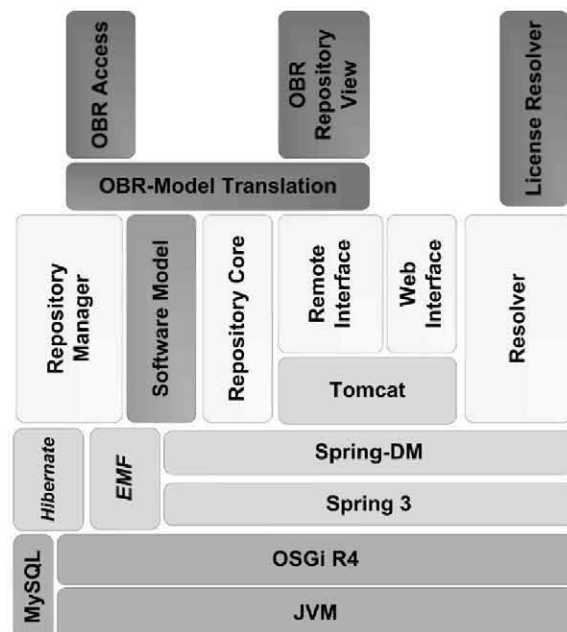 OBR Access
OBR
Repository
View
License Resolver
OBR-Model Translation
Repository
Manager
Software Model
Repository Core
Remote
Interface
Web
Interface
Resolver
Tomcat
Hibernate
EMF
Spring-DM
Spring 3
MySQL
OSGi R4
JVM